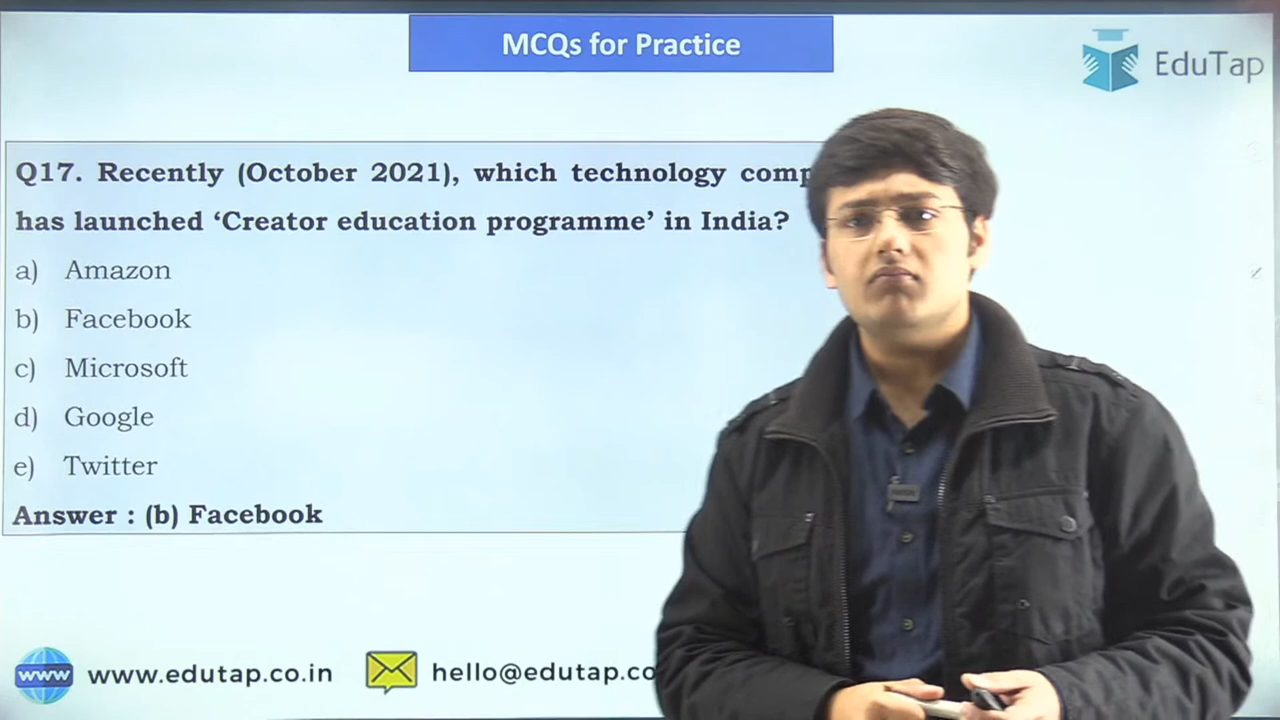 MCQs for Practice
EduTap
Q17. Recently (October 2021), which technology
has launched ‘Creator education programme’ in India?
a) Amazon
b) Facebook
c) Microsoft
d) Google
e) Twitter
Answer : (b) Facebook
www www.edutap.co.in hello@edutap.co